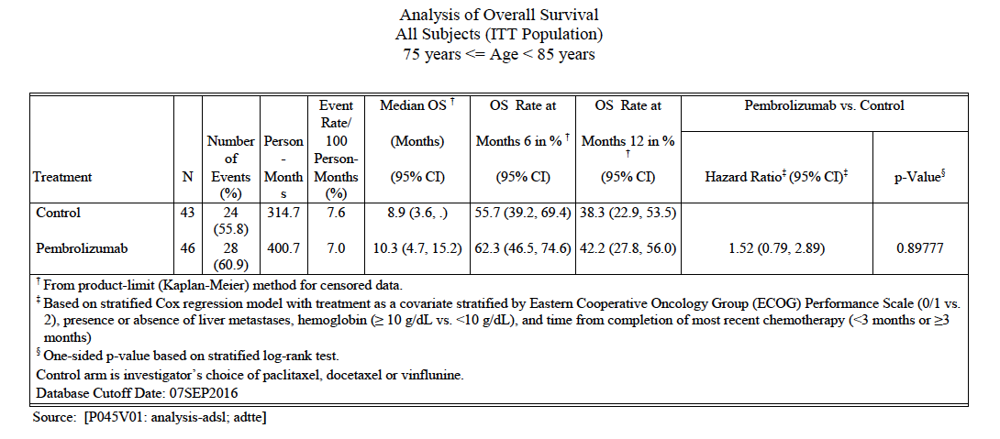 Analysis of Overall Survival
All Subjects (ITT Population)
75 years <= Age < 85 years
Treatment N Number of Events (%) Person-Months Event Rate/ 100 Person-Months (%) Median OS † (Months) (95% CI) OS Rate at Months 6 in % † (95% CI) OS Rate at Months 12 in % † (95% CI) Pembrolizumab vs. Control
Hazard Ratio‡ (95% CI)‡ p-Value§
Control 43 24 (55.8) 314.7 7.6 8.9 (3.6, .) 55.7 (39.2, 69.4) 38.3 (22.9, 53.5)
Pembrolizumab 46 28 (60.9) 400.7 7.0 10.3 (4.7, 15.2) 62.3 (46.5, 74.6) 42.2 (27.8, 56.0) 1.52 (0.79, 2.89) 0.89777
† From product-limit (Kaplan-Meier) method for censored data.
‡ Based on stratified Cox regression model with treatment as a covariate stratified by Eastern Cooperative Oncology Group (ECOG) Performance Scale (0/1 vs.
2), presence or absence of liver metastases, hemoglobin (≥ 10 g/dL vs. <10 g/dL), and time from completion of most recent chemotherapy (<3 months or ≥3
months)
§ One-sided p-value based on stratified log-rank test.
Control arm is investigator's choice of paclitaxel, docetaxel or vinflunine.
Database Cutoff Date: 07SEP2016
Source: [P045V01: analysis-adsl; adtte]